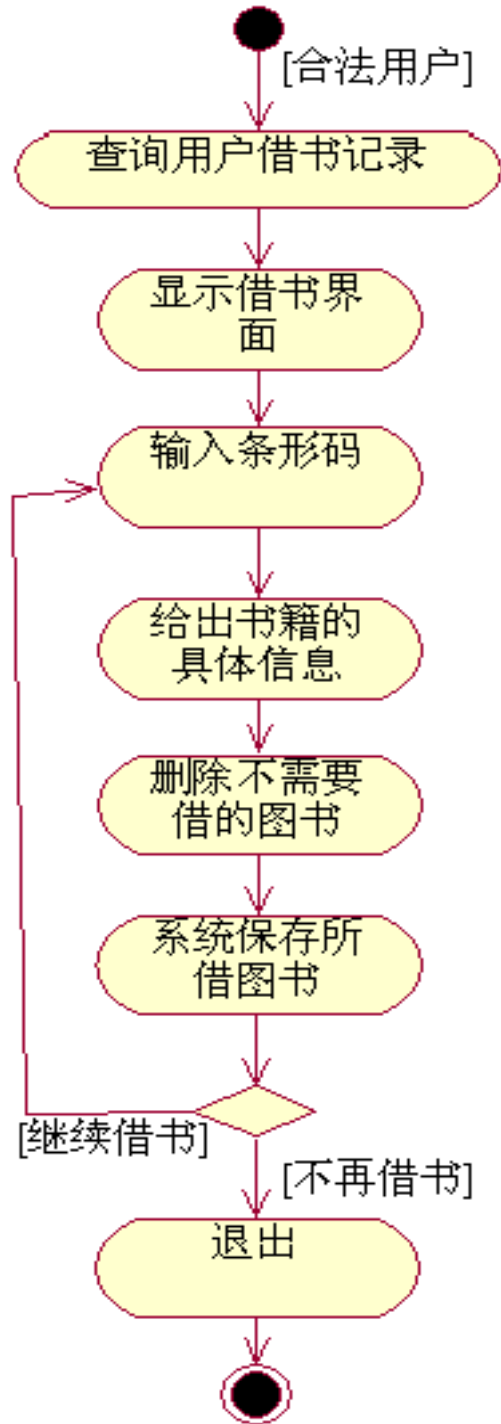 [合法用户]
查询用户借书记录
显示借书界
面
输入条形码
给出书籍的
具体信息
删除不需要
借的图书
系统保存所
借图书
[继续借书]
[不再借书]
退出